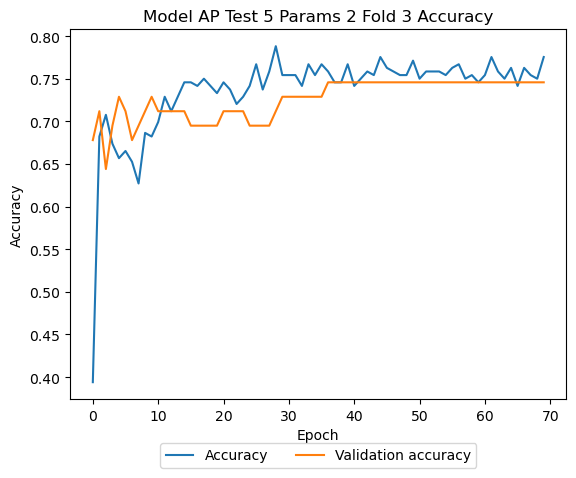 Model AP Test 5 Params 2 Fold 3 Accuracy
0.80
0.75
0.70
0.65
0.60
0.55
0.50
0.45
0.40
Accuracy
0 10 20 30 40 50 60 70
Epoch
Accuracy Validation accuracy